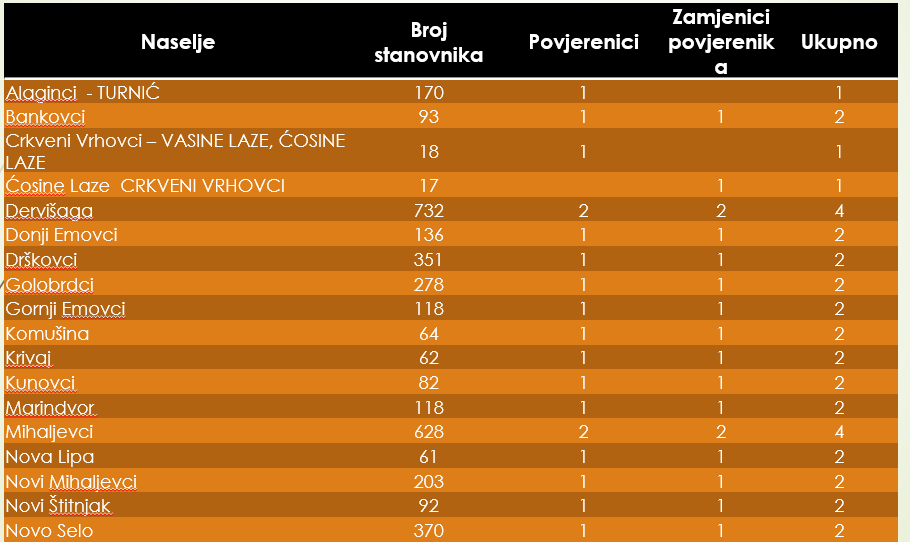 Naselje Broj stanovnika Povjerenici Zamjenici povjerenika Ukupno
Alaginci - TURNIĆ 170 1 1
Bankovci 93 1 1 2
Crkveni Vrhovci – VASINE LAZE, ĆOSINE
LAZE 18 1 1
Ćosine Laze CRKVENI VRHOVCI 17 1 1
Dervišaga 732 2 2 4
Donji Emovci 136 1 1 2
Drškovci 351 1 1 2
Golobrdci 278 1 1 2
Gornji Emovci 118 1 1 2
Komušina 64 1 1 2
Krivaj 62 1 1 2
Kunovci 82 1 1 2
Marindvor 118 1 1 2
Mihaljevci 628 2 2 4
Nova Lipa 61 1 1 2
Novi Mihaljevci 203 1 1 2
Novi Štitnjak 92 1 1 2
Novo Selo 370 1 1 2